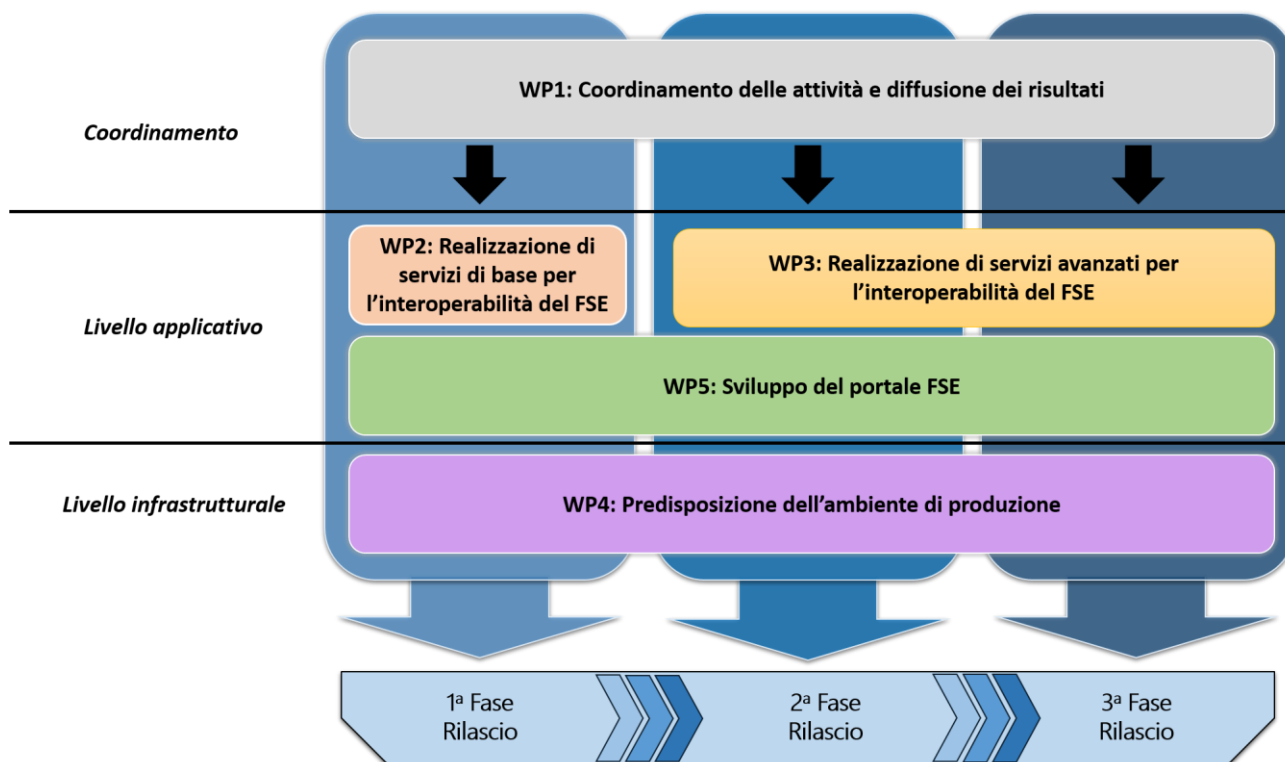 WP1: Coordinamento delle attività e diffusione dei risultati
Coordinamento
WP2: Realizzazione di
servizi di base per
l’interoperabilità del FSE
WP3: Realizzazione di servizi avanzati per
l’interoperabilità del FSE
Livello applicativo
WP5: Sviluppo del portale FSE
Livello infrastrutturale
WP4: Predisposizione dell’ambiente di produzione
1ª Fase
Rilascio
2ª Fase
Rilascio
3ª Fase
Rilascio